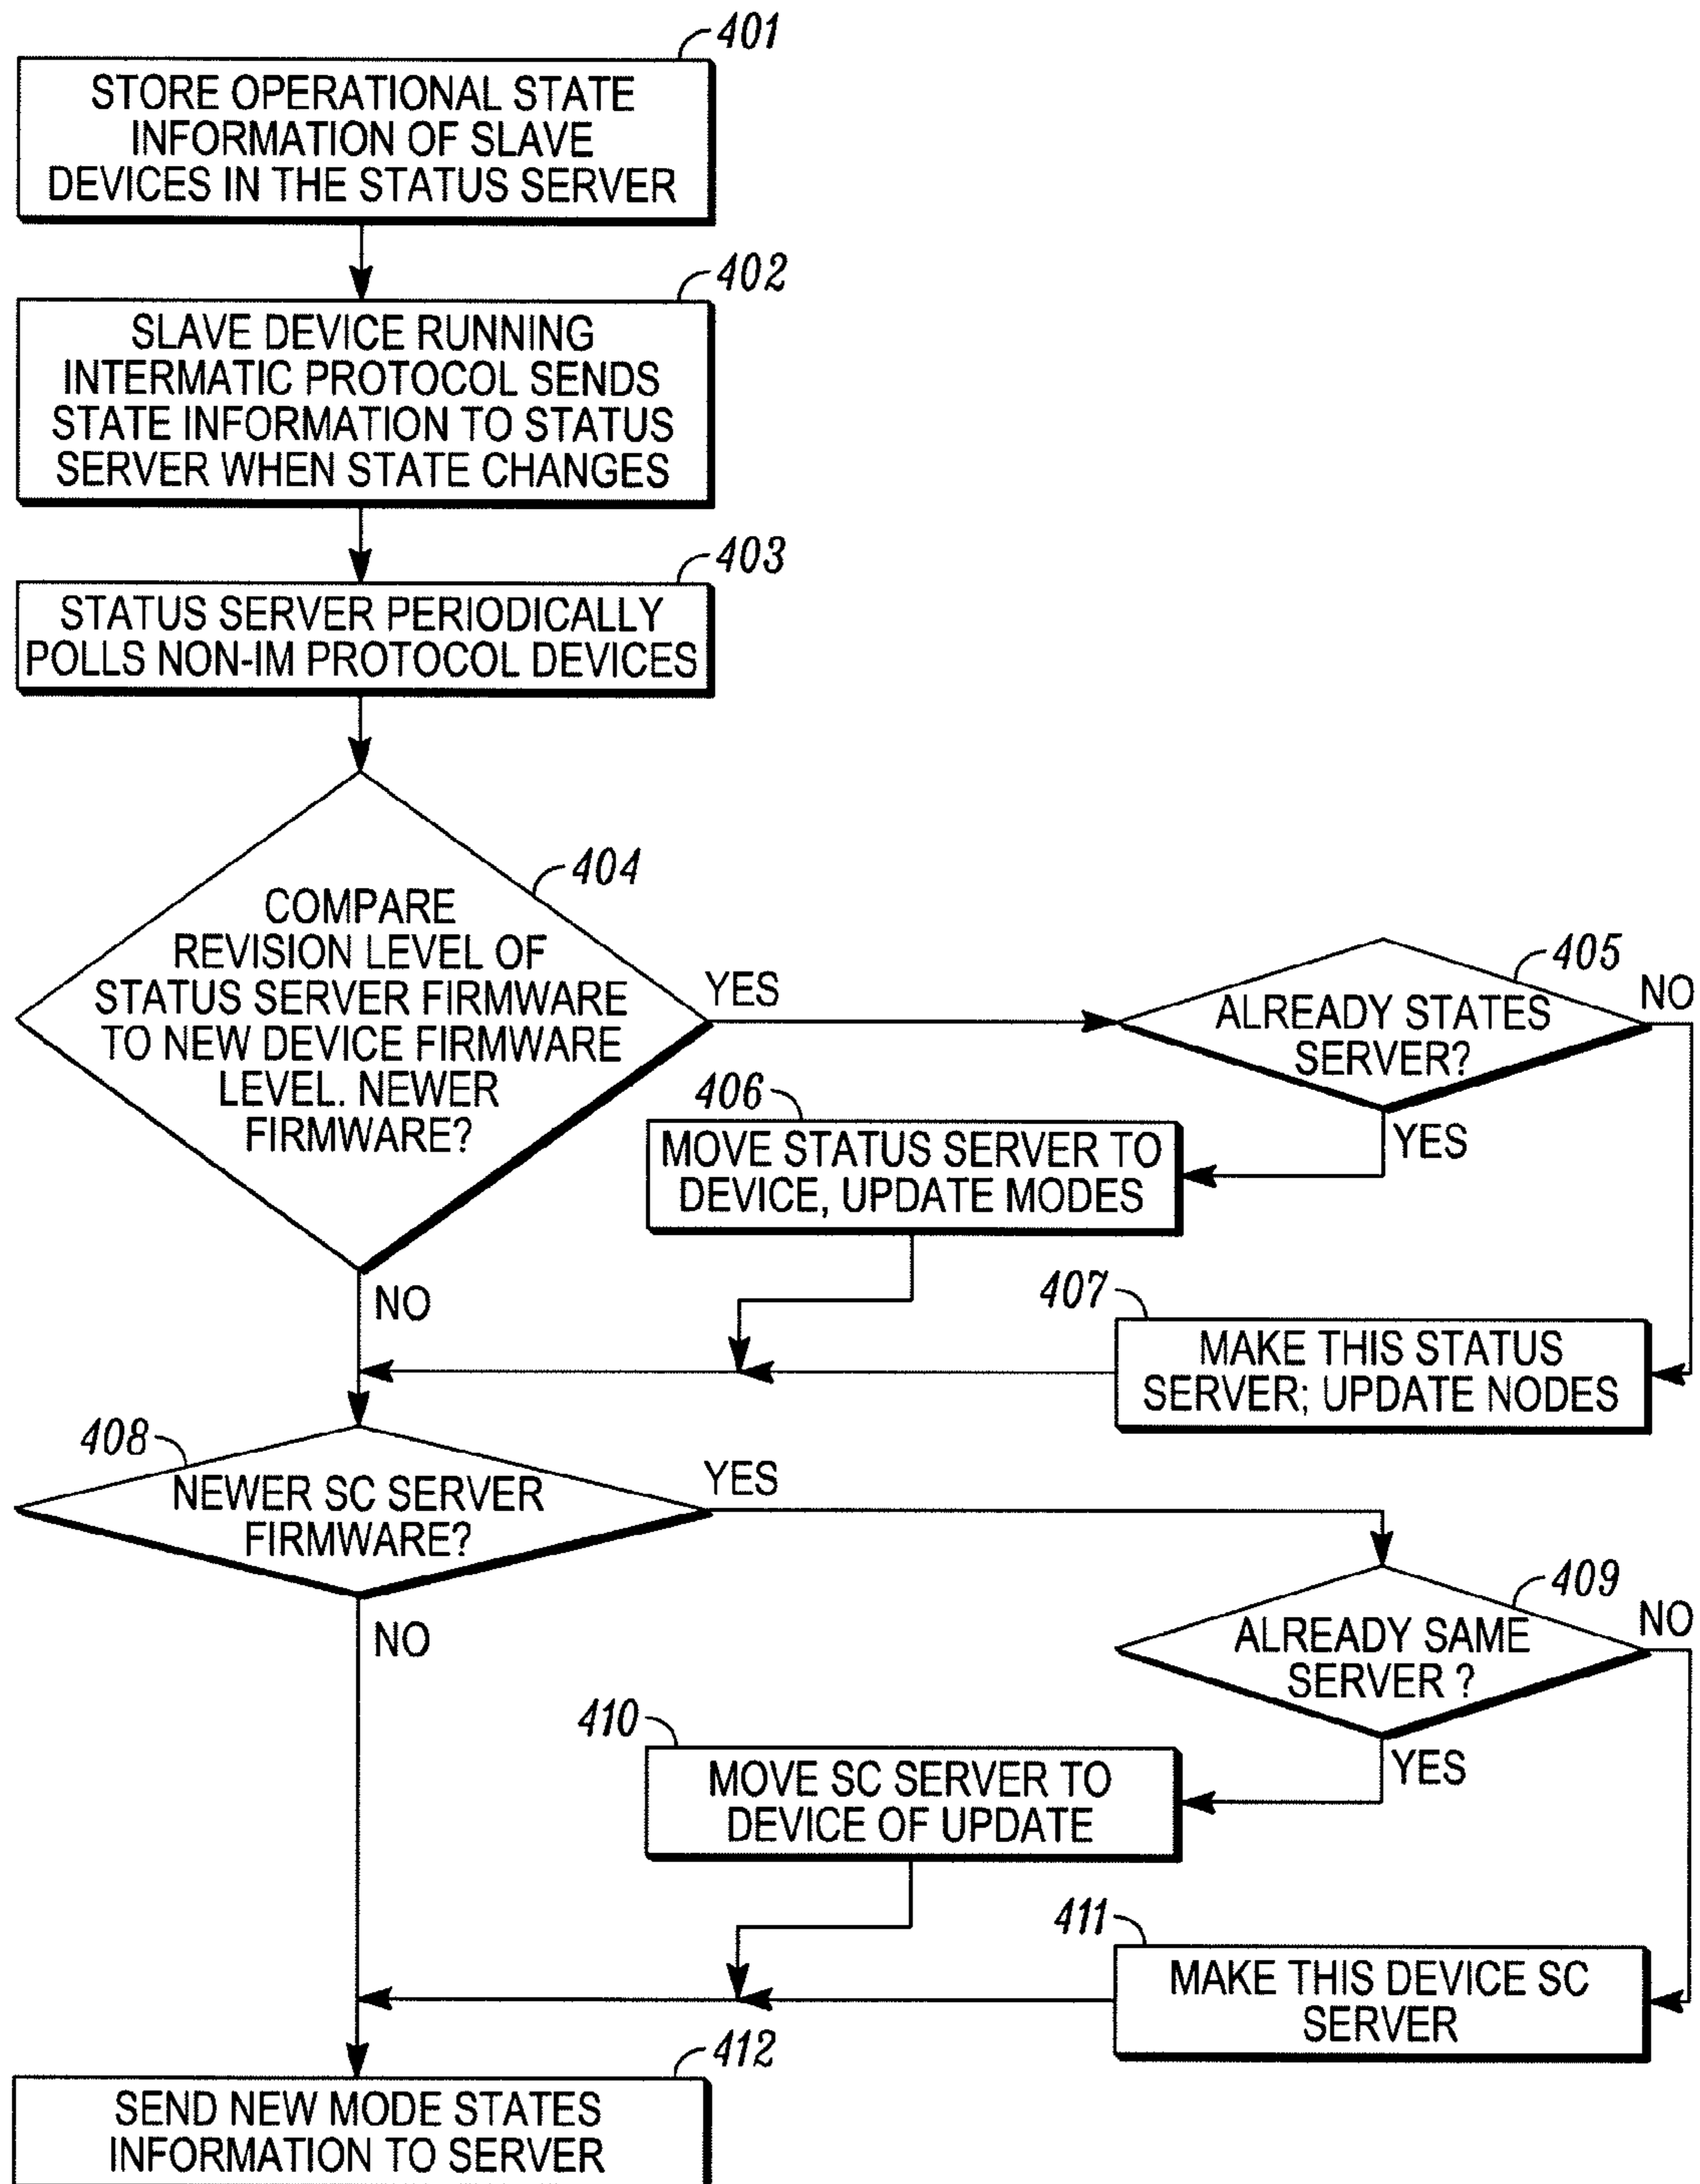 401
STORE OPERATIONAL STATE
INFORMATION OF SLAVE
DEVICES IN THE STATUS SERVER
402
SLAVE DEVICE RUNNING
INTERMATIC PROTOCOL SENDS
STATE INFORMATION TO STATUS
SERVER WHEN STATE CHANGES
403
STATUS SERVER PERIODICALLY
POLLS NON-IM PROTOCOL DEVICES
404
COMPARE
REVISION LEVEL OF
STATUS SERVER FIRMWARE
TO NEW DEVICE FIRMWARE
LEVEL. NEWER
FIRMWARE?
YES
NO
405
ALREADY STATES
SERVER?
NO
YES
406
MOVE STATUS SERVER TO
DEVICE, UPDATE MODES
407
MAKE THIS STATUS
SERVER; UPDATE NODES
408
NEWER SC SERVER
FIRMWARE?
YES
NO
409
ALREADY SAME
SERVER ?
NO
YES
410
MOVE SC SERVER TO
DEVICE OF UPDATE
411
MAKE THIS DEVICE SC
SERVER
412
SEND NEW MODE STATES
INFORMATION TO SERVER